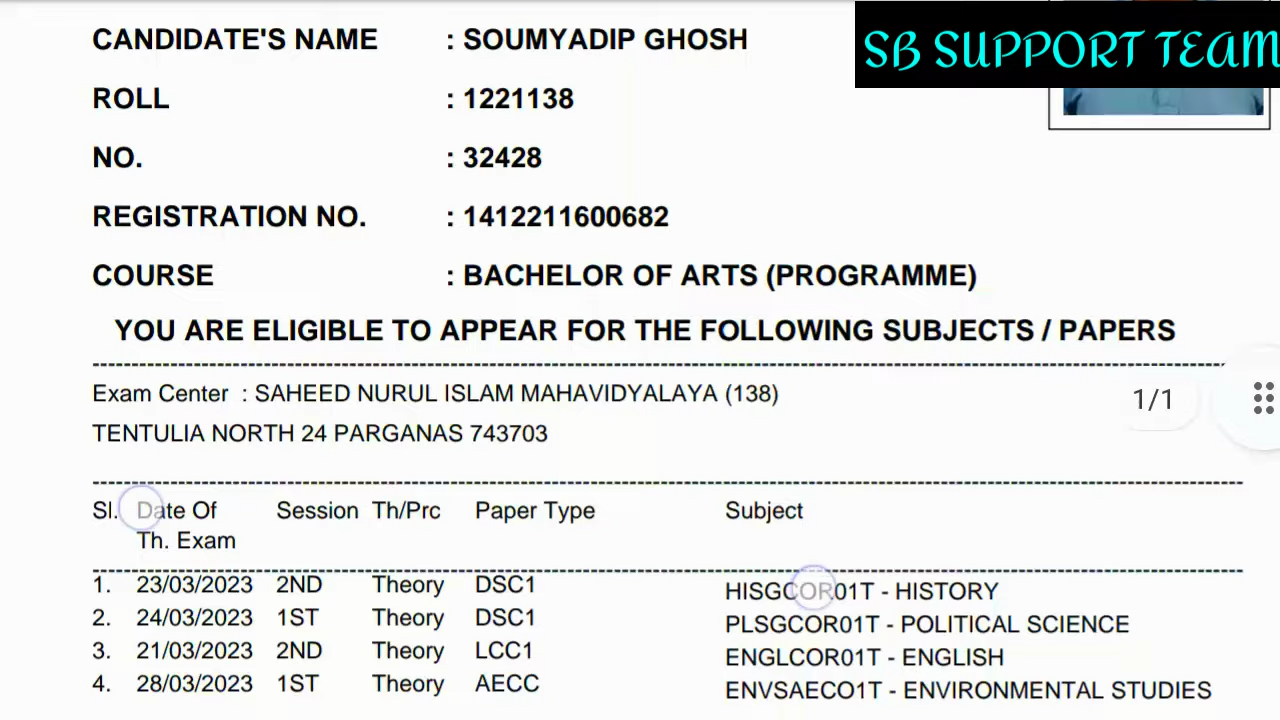 SB SUPPORT TEAM
CANDIDATE'S NAME : SOUMYADIP GHOSH
ROLL : 1221138
NO. : 32428
REGISTRATION NO. : 1412211600682
COURSE : BACHELOR OF ARTS (PROGRAMME)
YOU ARE ELIGIBLE TO APPEAR FOR THE FOLLOWING SUBJECTS / PAPERS
Exam Center : SAHEED NURUL ISLAM MAHAVIDYALAYA (138)
1/1
TENTULIA NORTH 24 PARGANAS 743703
Sl. Date Of Session Th/Prc Paper Type Subject
Th. Exam
1. 23/03/2023 2ND Theory DSC1 HISGCOR01T - HISTORY
2. 24/03/2023 1ST Theory DSC1 PLSGCOR01T - POLITICAL SCIENCE
3. 21/03/2023 2ND Theory LCC1 ENGLCOR01T - ENGLISH
4. 28/03/2023 1ST Theory AECC ENVSAECO1T - ENVIRONMENTAL STUDIES